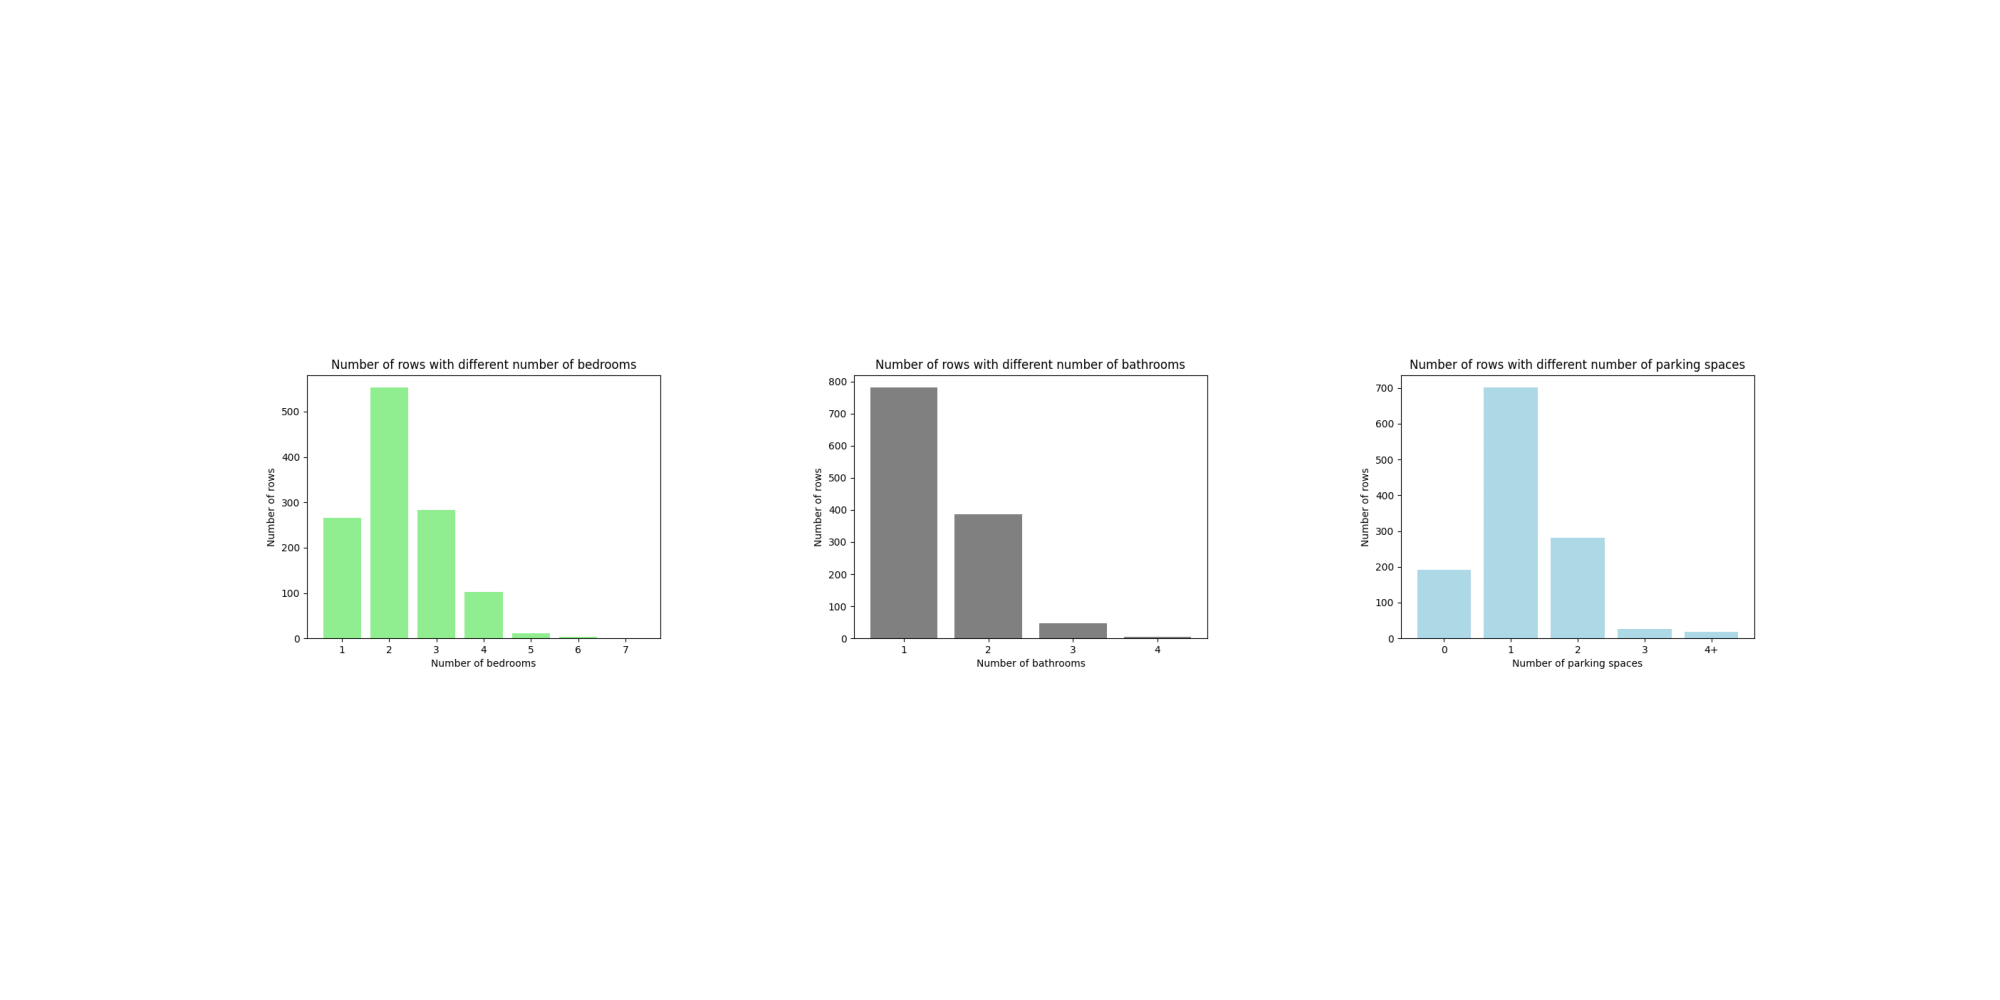 Number of rows with different number of bedrooms
500
400
300
200
100
0
Number of rows
1 2 3 4 5 6 7
Number of bedrooms
Number of rows with different number of bathrooms
800
700
600
500
400
300
200
100
0
Number of rows
1 2 3 4
Number of bathrooms
Number of rows with different number of parking spaces
700
600
500
400
300
200
100
0
Number of rows
0 1 2 3 4+
Number of parking spaces